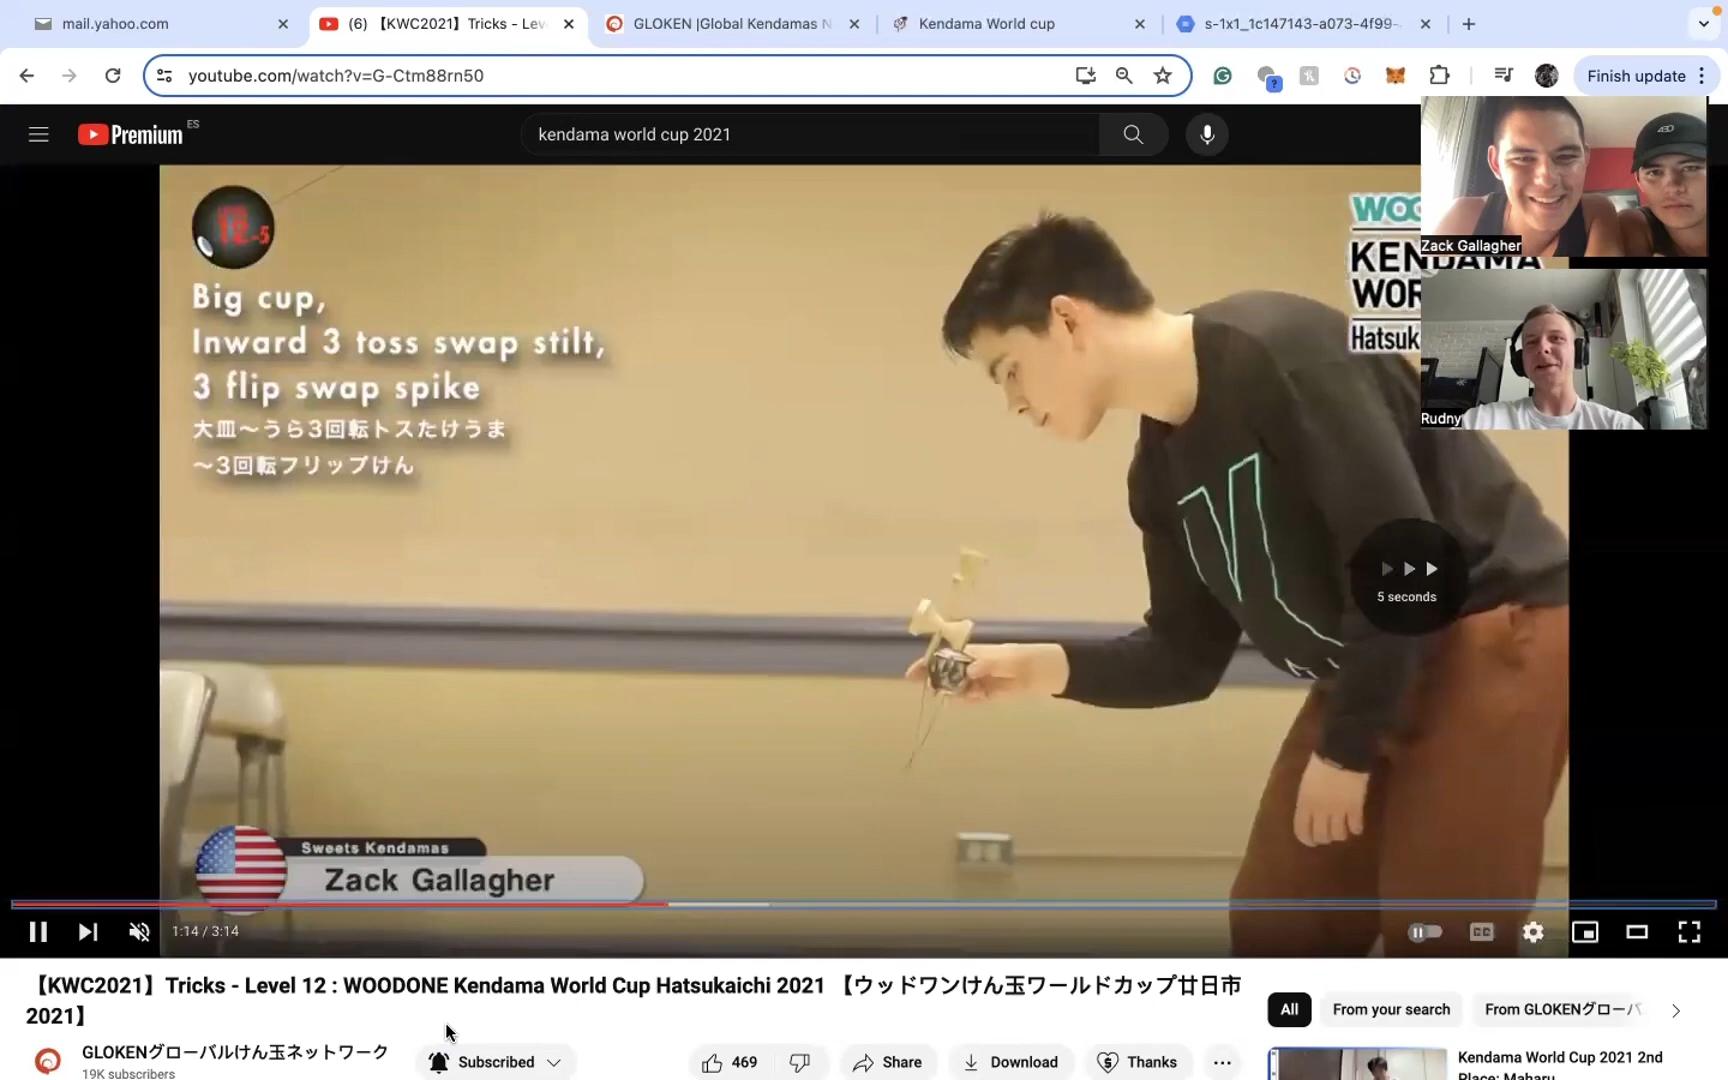 mail.yahoo.com
(6) 【KWC2021】Tricks - Lev
GLOKEN |Global Kendamas N
Kendama World cup
s-1x1_1c147143-a073-4f99-
youtube.com/watch?v=G-Ctm88rn50
?
Finish update
Premium
ES
kendama world cup 2021
12-5
Big cup,
Inward 3 toss swap stilt,
3 flip swap spike
大皿〜うら3回転トスたけうま
〜3回転フリップけん
WOO
KENDAMA
WOR
Hatsuk
Zack Gallagher
Rudny
5 seconds
Sweets Kendamas
Zack Gallagher
1:14 / 3:14
CC
【KWC2021】Tricks - Level 12 : WOODONE Kendama World Cup Hatsukaichi 2021 【ウッドワンけん玉ワールドカップ廿日市
2021】
GLOKENグローバルけん玉ネットワーク
19K subscribers
Subscribed
469
Share
Download
Thanks
All
From your search
From GLOKENグローバ
Kendama World Cup 2021 2nd
Place: Maharu